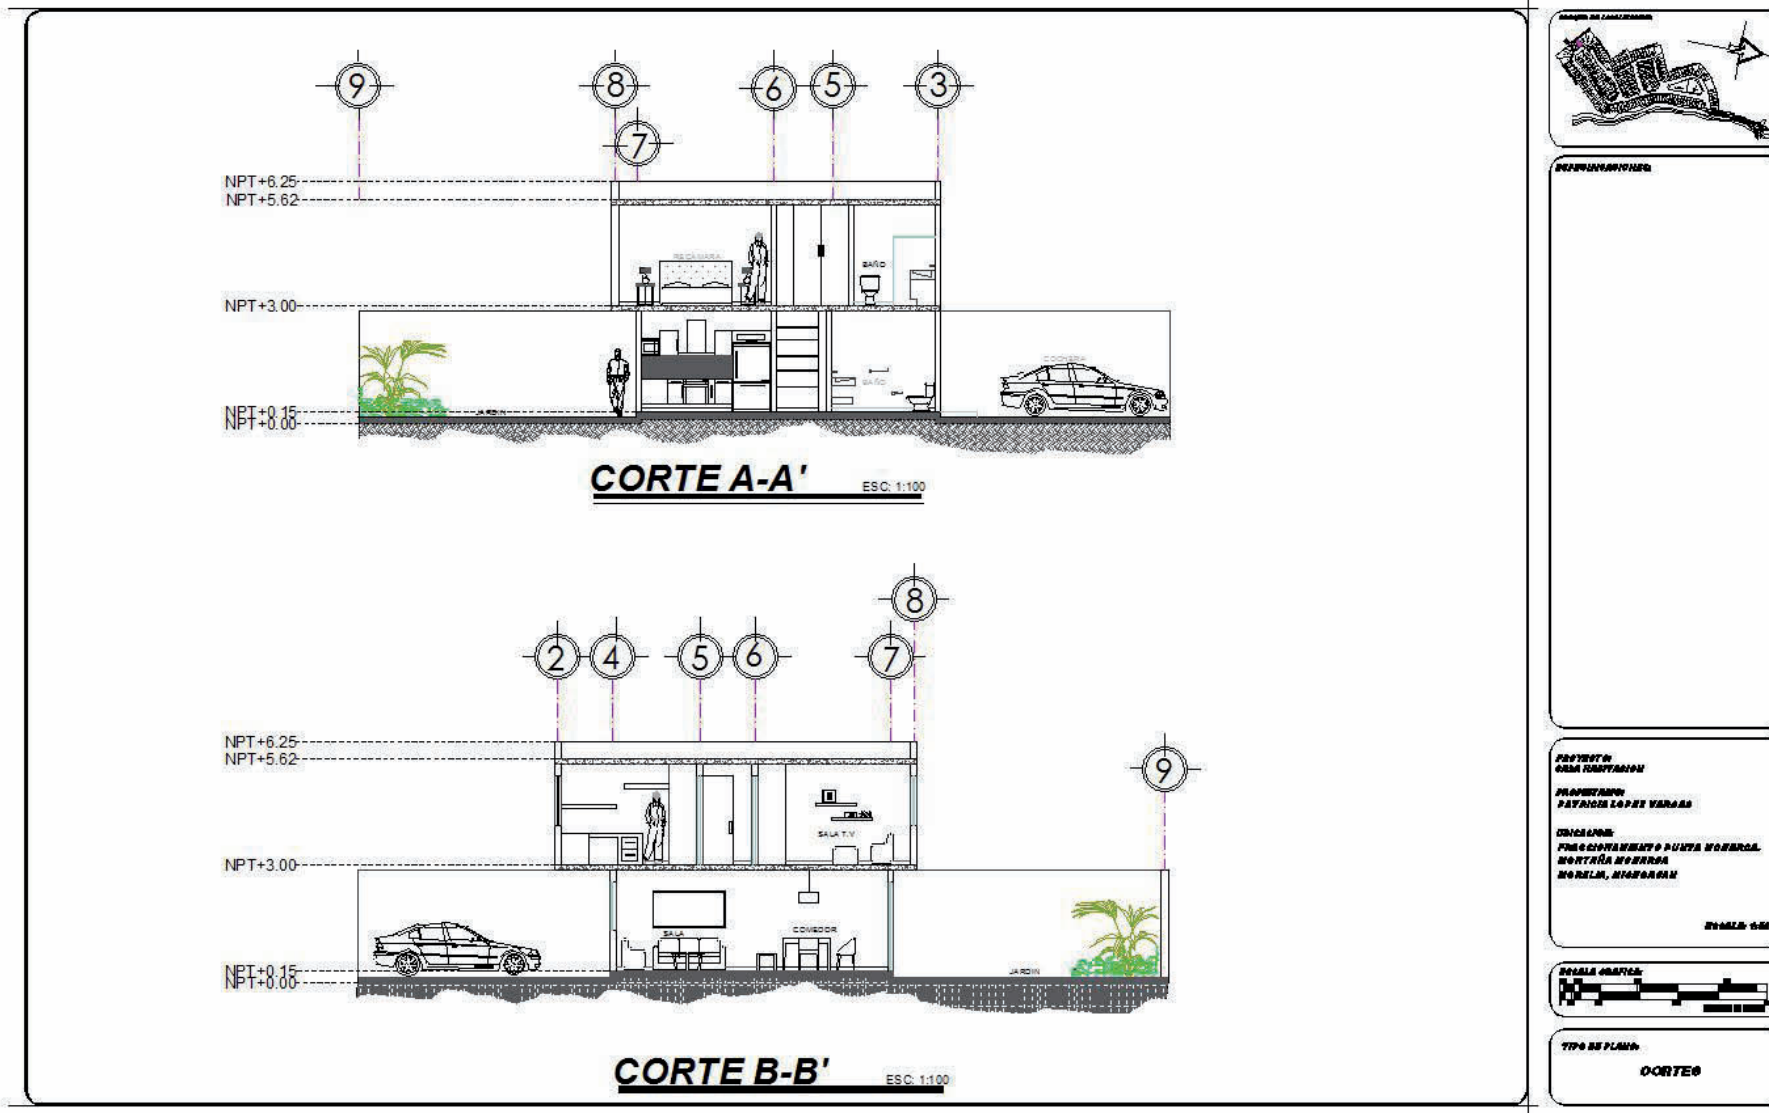 9
8
6
5
3
7
NPT+6.25
NPT+5.62
RECAMARA
BAÑO
NPT+3.00
COCHERA
BAÑO
NPT+0.15
JARDIN
NPT+0.00
CORTE A-A'
ESC: 1:100
8
2
4
5
6
7
NPT+6.25
NPT+5.62
9
SALA T.V
NPT+3.00
SALA
COMEDOR
NPT+0.15
JARDIN
NPT+0.00
CORTE B-B'
ESC: 1:100
PROYECTO:
CASA HABITACION
PROPIETARIO:
PATRICIA LOPEZ VARGAS
UBICACION:
FRACCIONAMIENTO PUNTA MONARCA.
MONTAÑA MONARCA
MORELIA, MICHOACAN
ESCALA GRAFICA:
TIPO DE PLANO:
CORTES